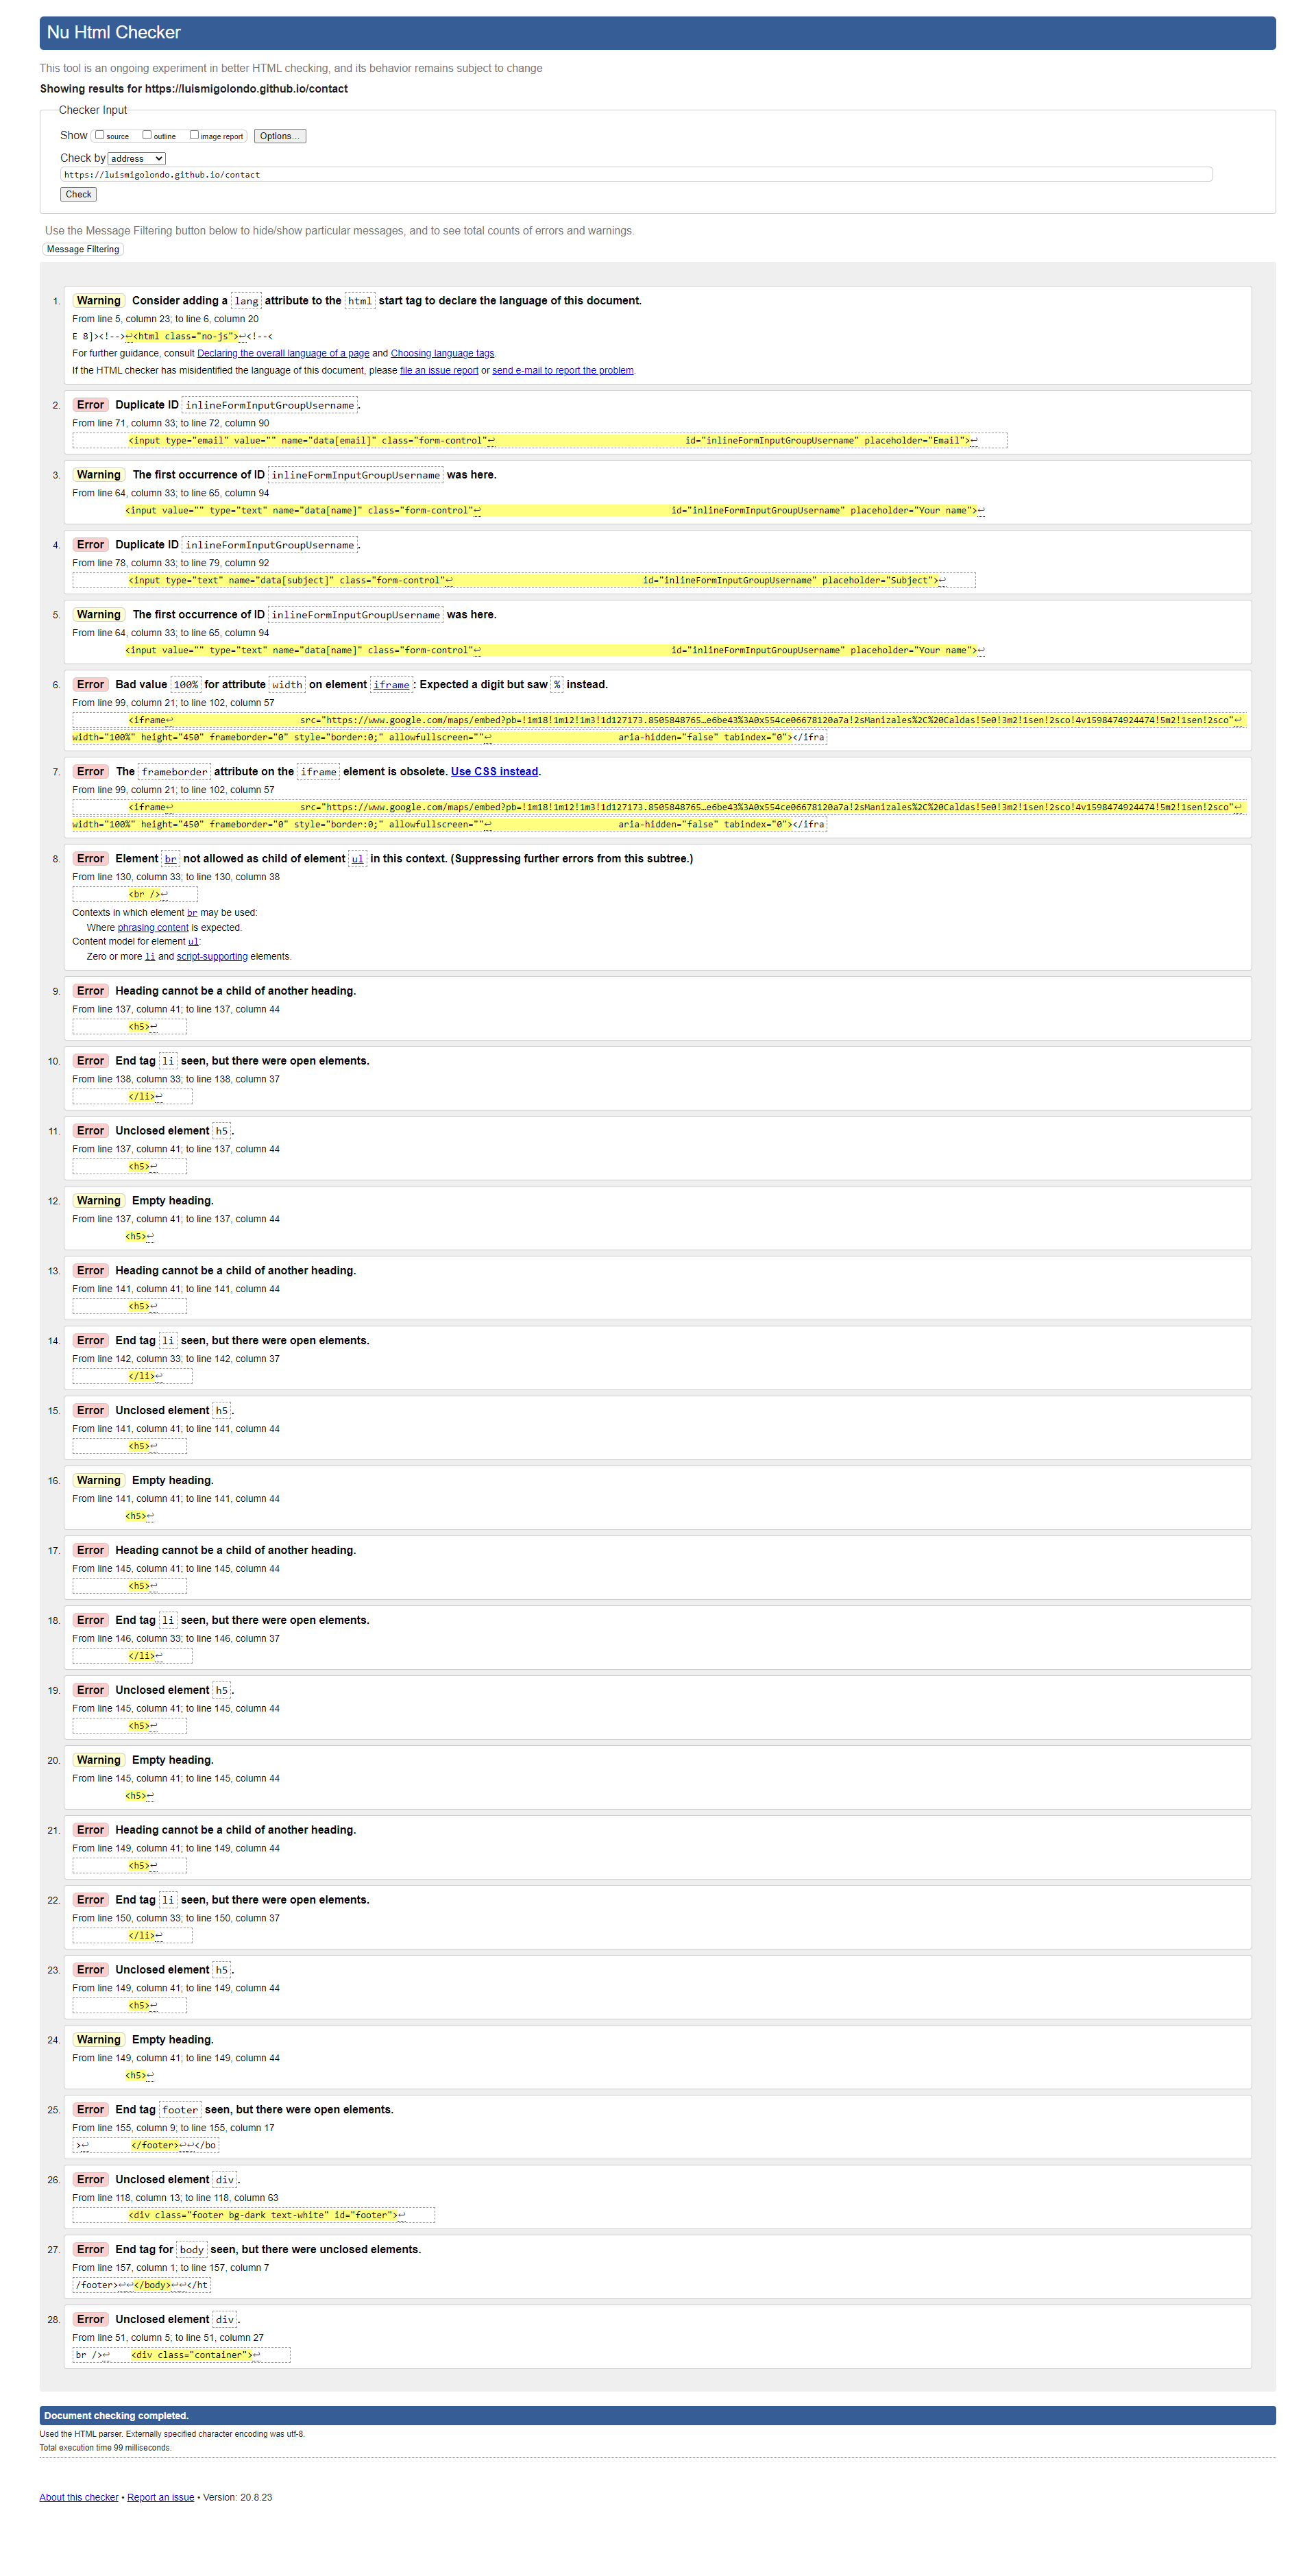 Nu Html Checker
This tool is an ongoing experiment in better HTML checking, and its behavior remains subject to change
Showing results for https://luismigolondo.github.io/contact
Checker Input
Show source outline image report Options...
Check by address
https://luismigolondo.github.io/contact
Check
Use the Message Filtering button below to hide/show particular messages, and to see total counts of errors and warnings.
Message Filtering
1. Warning Consider adding a lang attribute to the html start tag to declare the language of this document.
From line 5, column 23; to line 6, column 20
E 8]><!-->↩<html class="no-js">↩<!--<
For further guidance, consult Declaring the overall language of a page and Choosing language tags.
If the HTML checker has misidentified the language of this document, please file an issue report or send e-mail to report the problem.
2. Error Duplicate ID inlineFormInputGroupUsername.
From line 71, column 33; to line 72, column 90
<input type="email" value="" name="data[email]" class="form-control"↩ id="inlineFormInputGroupUsername" placeholder="Email">↩
3. Warning The first occurrence of ID inlineFormInputGroupUsername was here.
From line 64, column 33; to line 65, column 94
<input value="" type="text" name="data[name]" class="form-control"↩ id="inlineFormInputGroupUsername" placeholder="Your name">↩
4. Error Duplicate ID inlineFormInputGroupUsername.
From line 78, column 33; to line 79, column 92
<input type="text" name="data[subject]" class="form-control"↩ id="inlineFormInputGroupUsername" placeholder="Subject">↩
5. Warning The first occurrence of ID inlineFormInputGroupUsername was here.
From line 64, column 33; to line 65, column 94
<input value="" type="text" name="data[name]" class="form-control"↩ id="inlineFormInputGroupUsername" placeholder="Your name">↩
6. Error Bad value 100% for attribute width on element iframe: Expected a digit but saw % instead.
From line 99, column 21; to line 102, column 57
<iframe↩ src="https://www.google.com/maps/embed?pb=!1m18!1m12!1m3!1d127173.8505848765…e6be43%3A0x554ce06678120a7a!2sManizales%2C%20Caldas!5e0!3m2!1sen!2sco!4v1598474924474!5m2!1sen!2sco"↩
width="100%" height="450" frameborder="0" style="border:0;" allowfullscreen=""↩ aria-hidden="false" tabindex="0"></ifra
7. Error The frameborder attribute on the iframe element is obsolete. Use CSS instead.
From line 99, column 21; to line 102, column 57
<iframe↩ src="https://www.google.com/maps/embed?pb=!1m18!1m12!1m3!1d127173.8505848765…e6be43%3A0x554ce06678120a7a!2sManizales%2C%20Caldas!5e0!3m2!1sen!2sco!4v1598474924474!5m2!1sen!2sco"↩
width="100%" height="450" frameborder="0" style="border:0;" allowfullscreen=""↩ aria-hidden="false" tabindex="0"></ifra
8. Error Element br not allowed as child of element ul in this context. (Suppressing further errors from this subtree.)
From line 130, column 33; to line 130, column 38
<br />↩
Contexts in which element br may be used:
Where phrasing content is expected.
Content model for element ul:
Zero or more li and script-supporting elements.
9. Error Heading cannot be a child of another heading.
From line 137, column 41; to line 137, column 44
<h5>↩
10. Error End tag li seen, but there were open elements.
From line 138, column 33; to line 138, column 37
</li>↩
11. Error Unclosed element h5.
From line 137, column 41; to line 137, column 44
<h5>↩
12. Warning Empty heading.
From line 137, column 41; to line 137, column 44
<h5>↩
13. Error Heading cannot be a child of another heading.
From line 141, column 41; to line 141, column 44
<h5>↩
14. Error End tag li seen, but there were open elements.
From line 142, column 33; to line 142, column 37
</li>↩
15. Error Unclosed element h5.
From line 141, column 41; to line 141, column 44
<h5>↩
16. Warning Empty heading.
From line 141, column 41; to line 141, column 44
<h5>↩
17. Error Heading cannot be a child of another heading.
From line 145, column 41; to line 145, column 44
<h5>↩
18. Error End tag li seen, but there were open elements.
From line 146, column 33; to line 146, column 37
</li>↩
19. Error Unclosed element h5.
From line 145, column 41; to line 145, column 44
<h5>↩
20. Warning Empty heading.
From line 145, column 41; to line 145, column 44
<h5>↩
21. Error Heading cannot be a child of another heading.
From line 149, column 41; to line 149, column 44
<h5>↩
22. Error End tag li seen, but there were open elements.
From line 150, column 33; to line 150, column 37
</li>↩
23. Error Unclosed element h5.
From line 149, column 41; to line 149, column 44
<h5>↩
24. Warning Empty heading.
From line 149, column 41; to line 149, column 44
<h5>↩
25. Error End tag footer seen, but there were open elements.
From line 155, column 9; to line 155, column 17
>↩ </footer>↩↩</bo
26. Error Unclosed element div.
From line 118, column 13; to line 118, column 63
<div class="footer bg-dark text-white" id="footer">↩
27. Error End tag for body seen, but there were unclosed elements.
From line 157, column 1; to line 157, column 7
/footer>↩↩</body>↩↩</ht
28. Error Unclosed element div.
From line 51, column 5; to line 51, column 27
br />↩ <div class="container">↩
Document checking completed.
Used the HTML parser. Externally specified character encoding was utf-8.
Total execution time 99 milliseconds.
About this checker • Report an issue • Version: 20.8.23